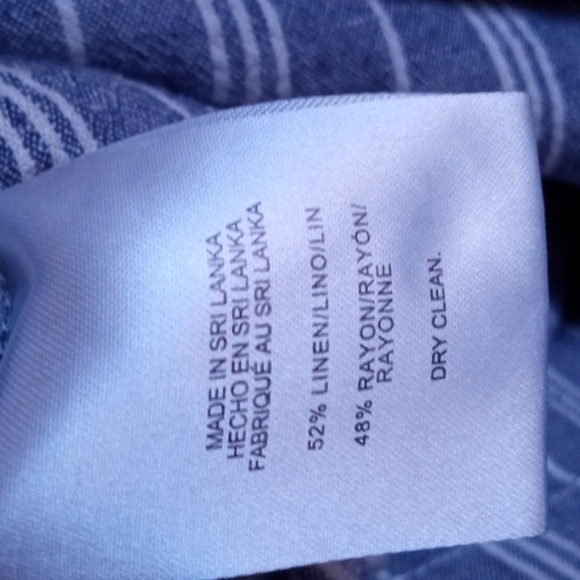 MADE IN SRI LANKA
HECHO EN SRI LANKA
FABRIQUÉ AU SRI LANKA
52% LINEN/LINO/LIN
48% RAYON/RAYÓN/
RAYONNE
DRY CLEAN.